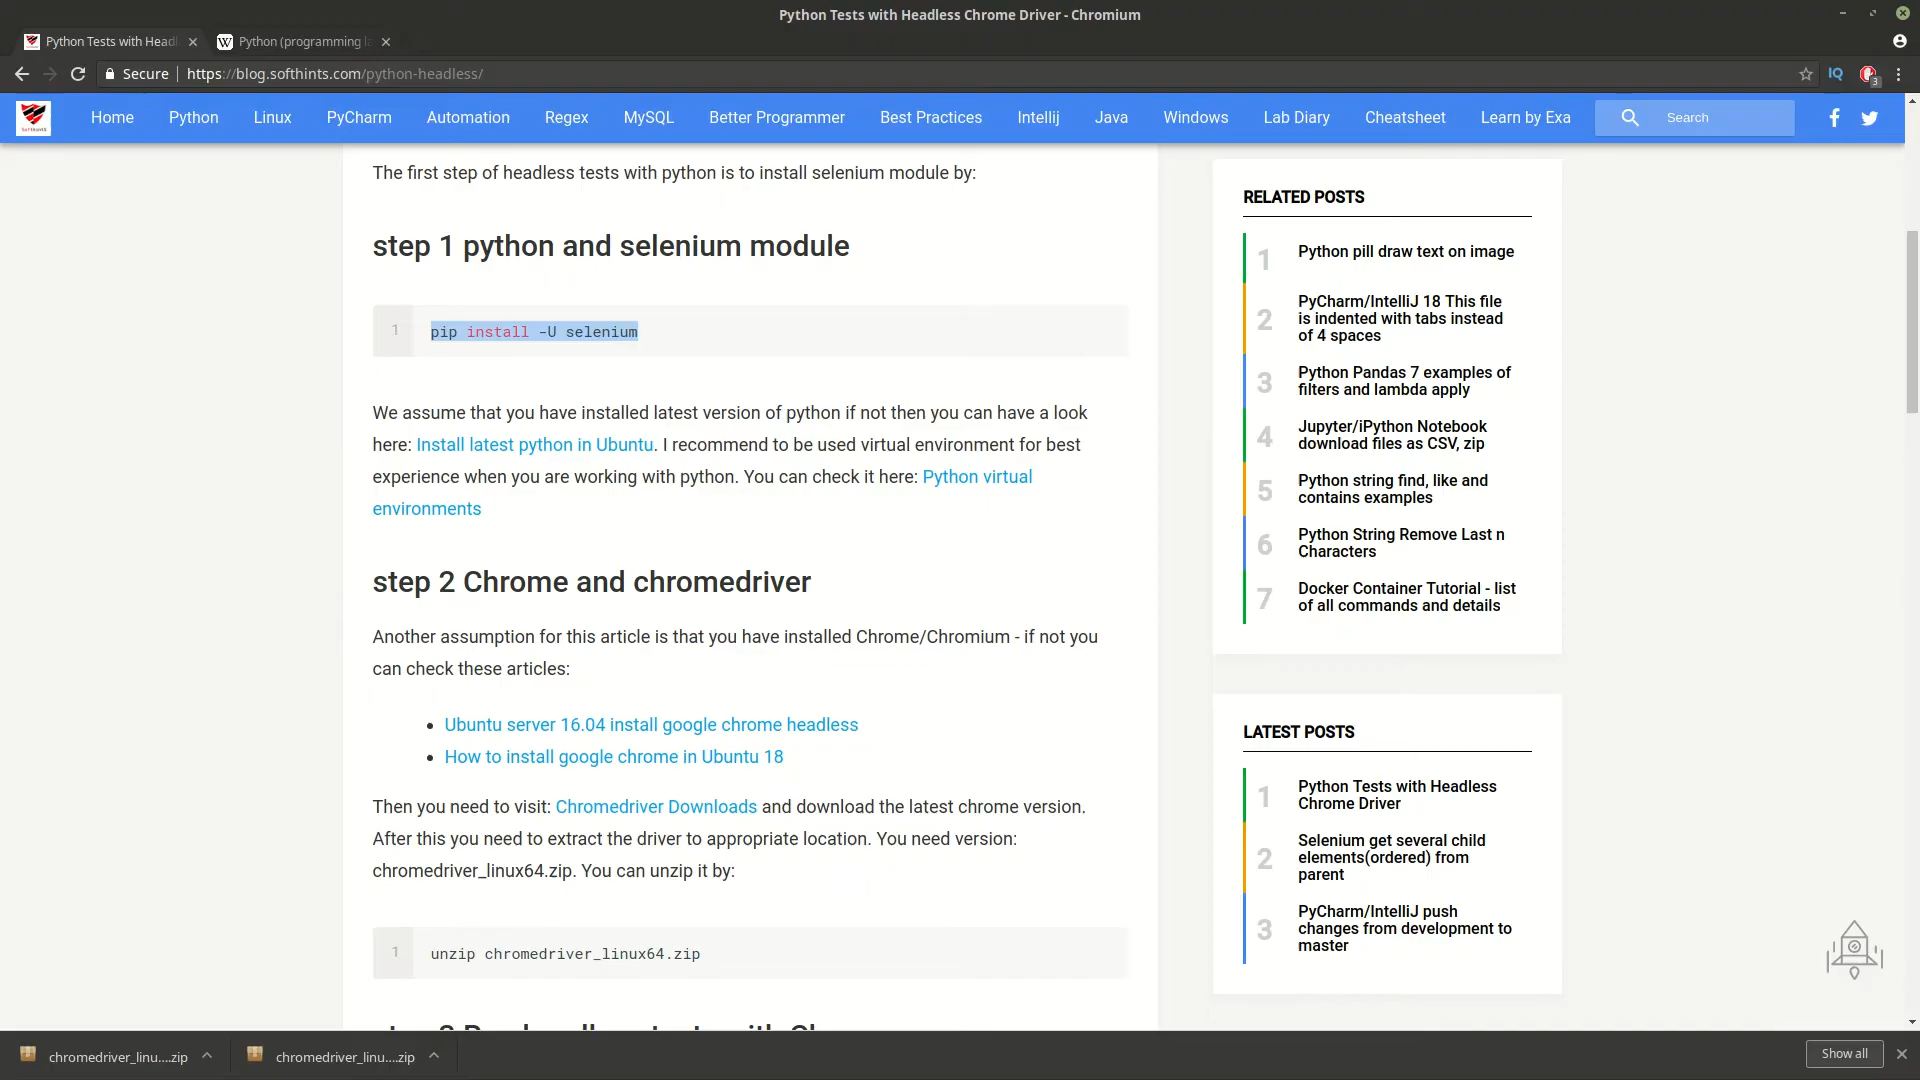 Python Tests with Headless Chrome Driver - Chromium
Python Tests with Head
Python (programming la
Secure
https://blog.softhints.com/python-headless/
IQ
3
Home
Python
Linux
PyCharm
Automation
Regex
MySQL
Better Programmer
Best Practices
Intellij
Java
Windows
Lab Diary
Cheatsheet
Learn by Exa
Search
The first step of headless tests with python is to install selenium module by:
step 1 python and selenium module
1
pip install -U selenium
We assume that you have installed latest version of python if not then you can have a look
here: Install latest python in Ubuntu. I recommend to be used virtual environment for best
experience when you are working with python. You can check it here: Python virtual
environments
step 2 Chrome and chromedriver
Another assumption for this article is that you have installed Chrome/Chromium - if not you
can check these articles:
Ubuntu server 16.04 install google chrome headless
How to install google chrome in Ubuntu 18
Then you need to visit: Chromedriver Downloads and download the latest chrome version.
After this you need to extract the driver to appropriate location. You need version:
chromedriver_linux64.zip. You can unzip it by:
1
unzip chromedriver_linux64.zip
RELATED POSTS
1
Python pill draw text on image
2
PyCharm/IntelliJ 18 This file
is indented with tabs instead
of 4 spaces
3
Python Pandas 7 examples of
filters and lambda apply
4
Jupyter/iPython Notebook
download files as CSV, zip
5
Python string find, like and
contains examples
6
Python String Remove Last n
Characters
7
Docker Container Tutorial - list
of all commands and details
LATEST POSTS
1
Python Tests with Headless
Chrome Driver
2
Selenium get several child
elements(ordered) from
parent
3
PyCharm/IntelliJ push
changes from development to
master
chromedriver_linu....zip
chromedriver_linu....zip
Show all